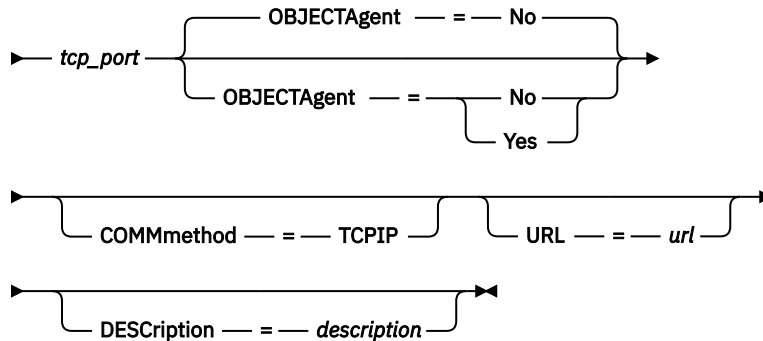 OBJECTAgent = No
tcp_port
OBJECTAgent = No
Yes
COMMmethod = TCPIP URL = url
DESCription = description